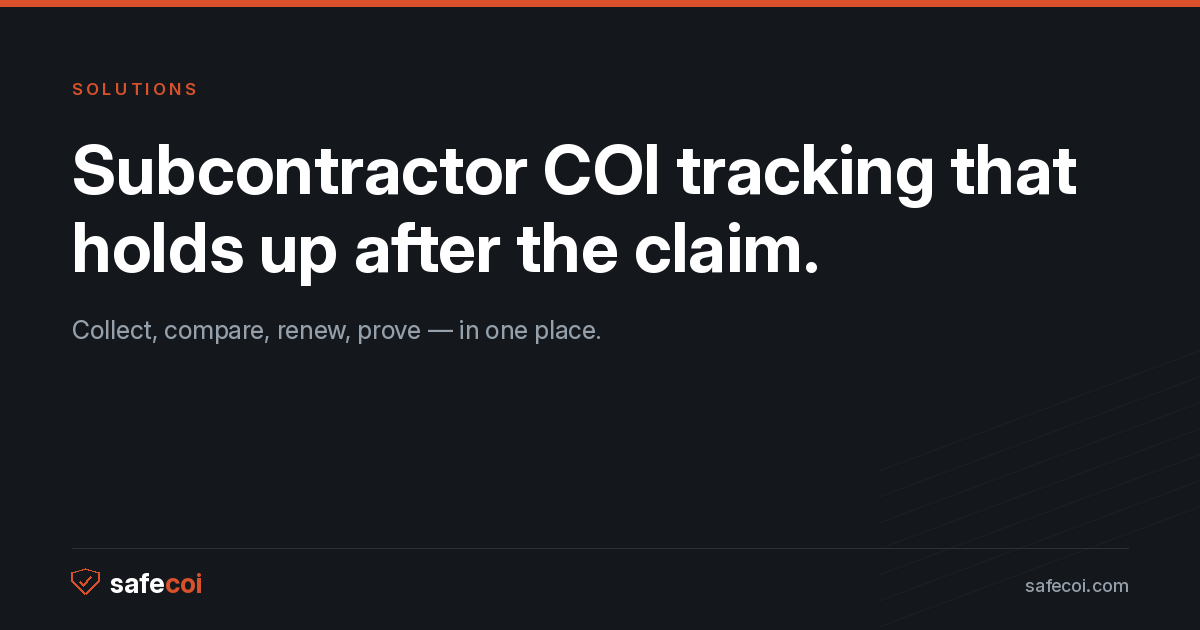 SOLUTIONS
Subcontractor COI tracking that
holds up after the claim.
Collect, compare, renew, prove — in one place.
safecoi
safecoi.com